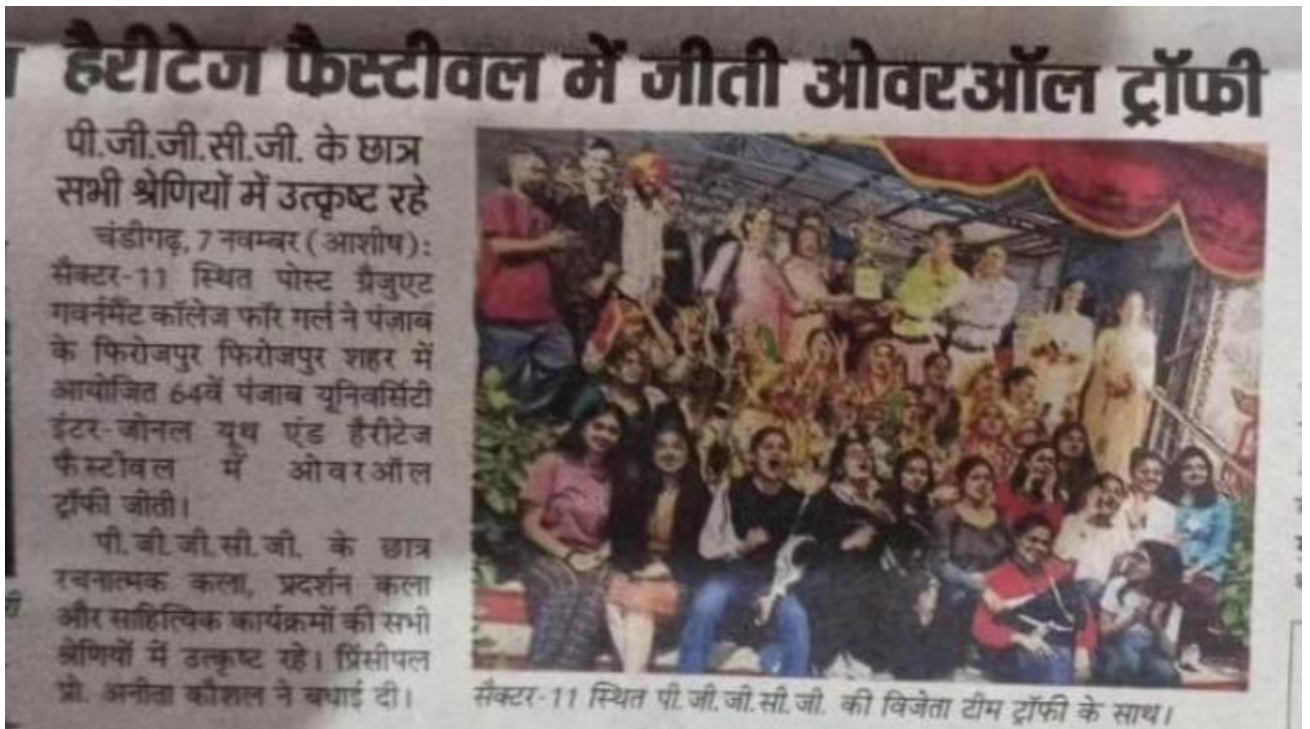 हैरीटेज फैस्टीवल में जीती ओवरऑल ट्रॉफी
पी.जी.जी.सी.जी. के छात्र
सभी श्रेणियों में उत्कृष्ट रहे
चंडीगढ़, 7 नवम्बर (आशीष):
सैक्टर-11 स्थित पोस्ट ग्रैजुएट
गवर्नमैंट कॉलेज फॉर गर्ल ने पंजाब
के फिरोजपुर फिरोजपुर शहर में
आयोजित 64वें पंजाब यूनिवर्सिटी
इंटर-जोनल यूथ एंड हैरीटेज
फैस्टीवल में ओवरऑल
ट्रॉफी जीती।
पी.जी.जी.सी.जी. के छात्र
रचनात्मक कला, प्रदर्शन कला
और साहित्यिक कार्यक्रमों की सभी
श्रेणियों में उत्कृष्ट रहे। प्रिंसीपल
प्रो. अनीता कौशल ने बधाई दी।
सैक्टर-11 स्थित पी.जी.जी.सी.जी. की विजेता टीम ट्रॉफी के साथ।